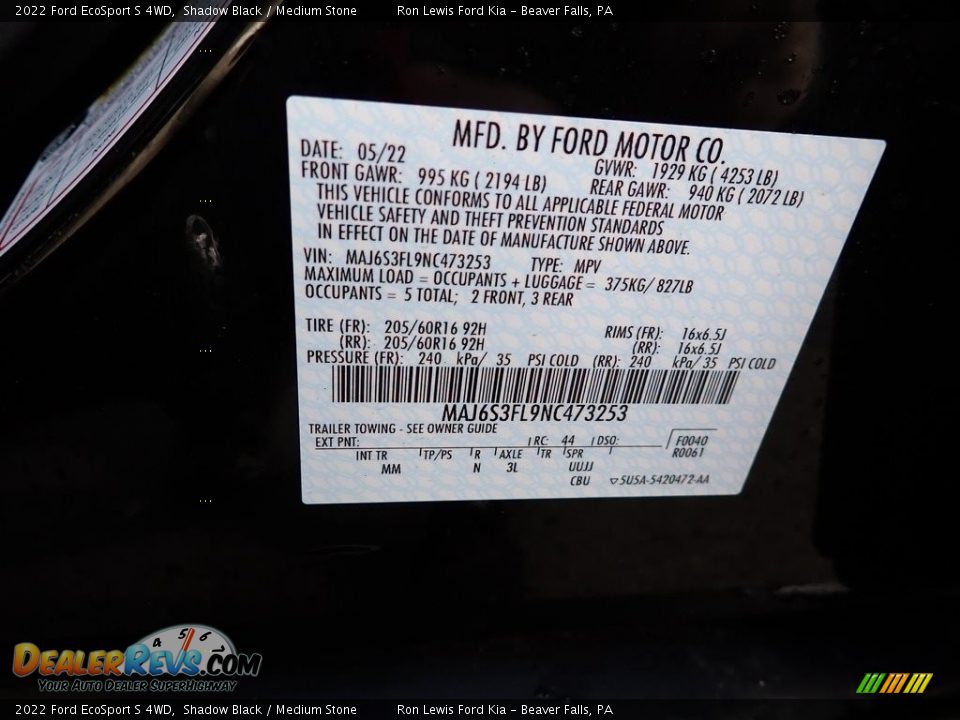 2022 Ford EcoSport S 4WD, Shadow Black / Medium Stone Ron Lewis Ford Kia - Beaver Falls, PA
MFD. BY FORD MOTOR CO.
DATE: 05/22 GVWR: 1929 KG ( 4253 LB)
FRONT GAWR: 995 KG ( 2194 LB) REAR GAWR: 940 KG ( 2072 LB)
THIS VEHICLE CONFORMS TO ALL APPLICABLE FEDERAL MOTOR
VEHICLE SAFETY AND THEFT PREVENTION STANDARDS
IN EFFECT ON THE DATE OF MANUFACTURE SHOWN ABOVE.
VIN: MAJ6S3FL9NC473253 TYPE: MPV
MAXIMUM LOAD = OCCUPANTS + LUGGAGE = 375KG/ 827LB
OCCUPANTS = 5 TOTAL; 2 FRONT, 3 REAR
TIRE (FR): 205/60R16 92H RIMS (FR): 16x6.5J
(RR): 205/60R16 92H (RR): 16x6.5J
PRESSURE (FR): 240 kPa/ 35 PSI COLD (RR): 240 kPa/ 35 PSI COLD
MAJ6S3FL9NC473253
TRAILER TOWING - SEE OWNER GUIDE
EXT PNT: RC: 44 DSO: F0040
INT TR TP/PS R AXLE TR SPR R0061
MM N 3L UUJJ
CBU 5U5A-5420472-AA
4 5 6
DealerRevs.com
Your Auto Dealer SuperHighway
2022 Ford EcoSport S 4WD, Shadow Black / Medium Stone Ron Lewis Ford Kia - Beaver Falls, PA